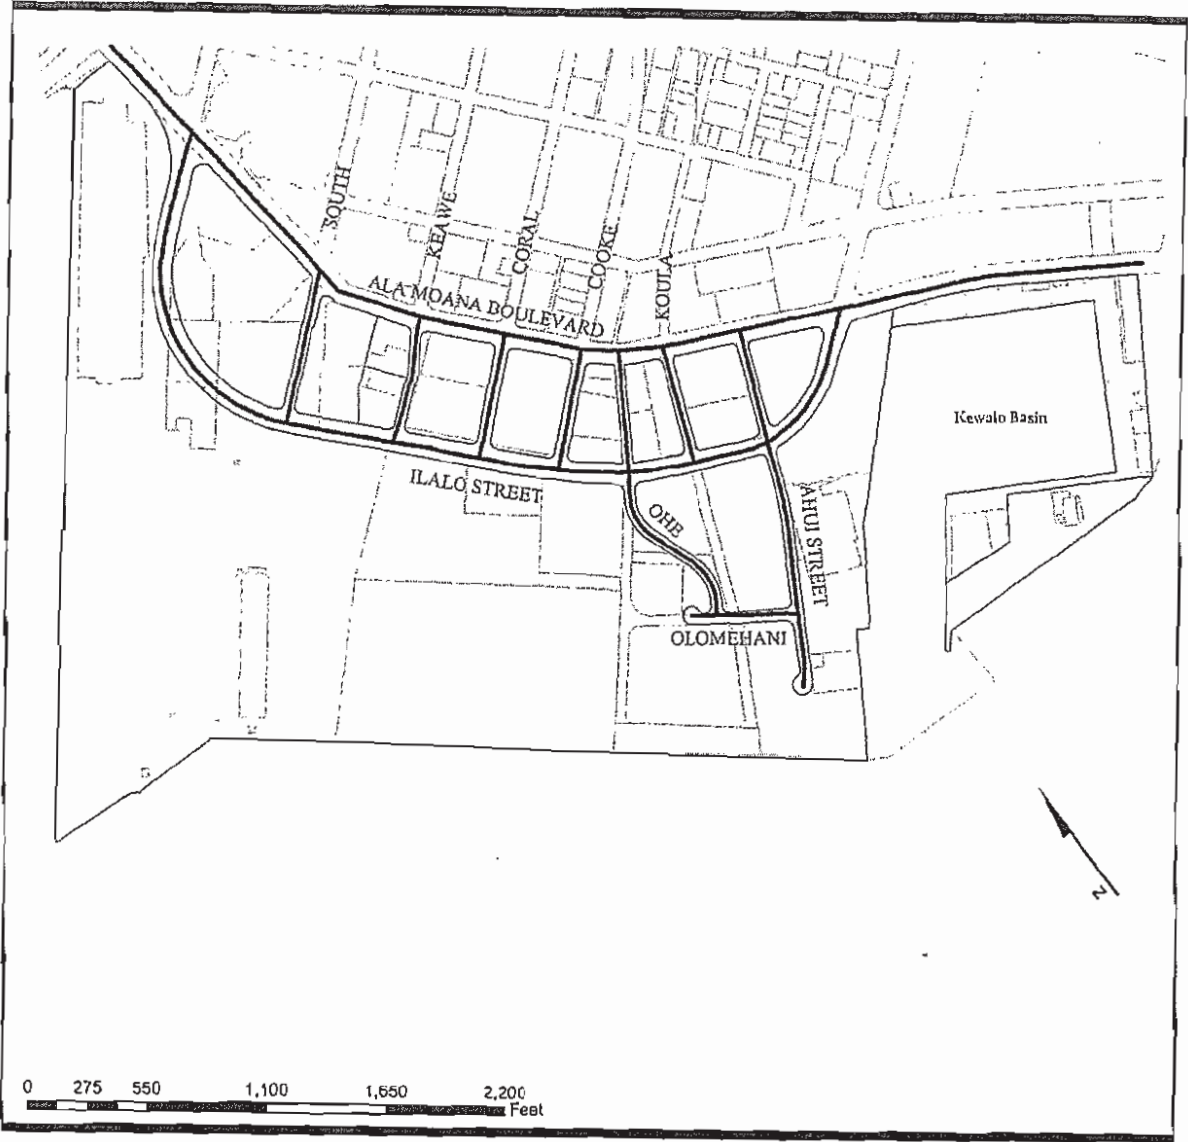 SOUTH
KEAWE
CORAL
COOKE
KOULA
ALA MOANA BOULEVARD
Kewalo Basin
ILALO STREET
OHE
AHUI STREET
OLOMEHANI
N
0 275 550 1,100 1,650 2,200
Feet